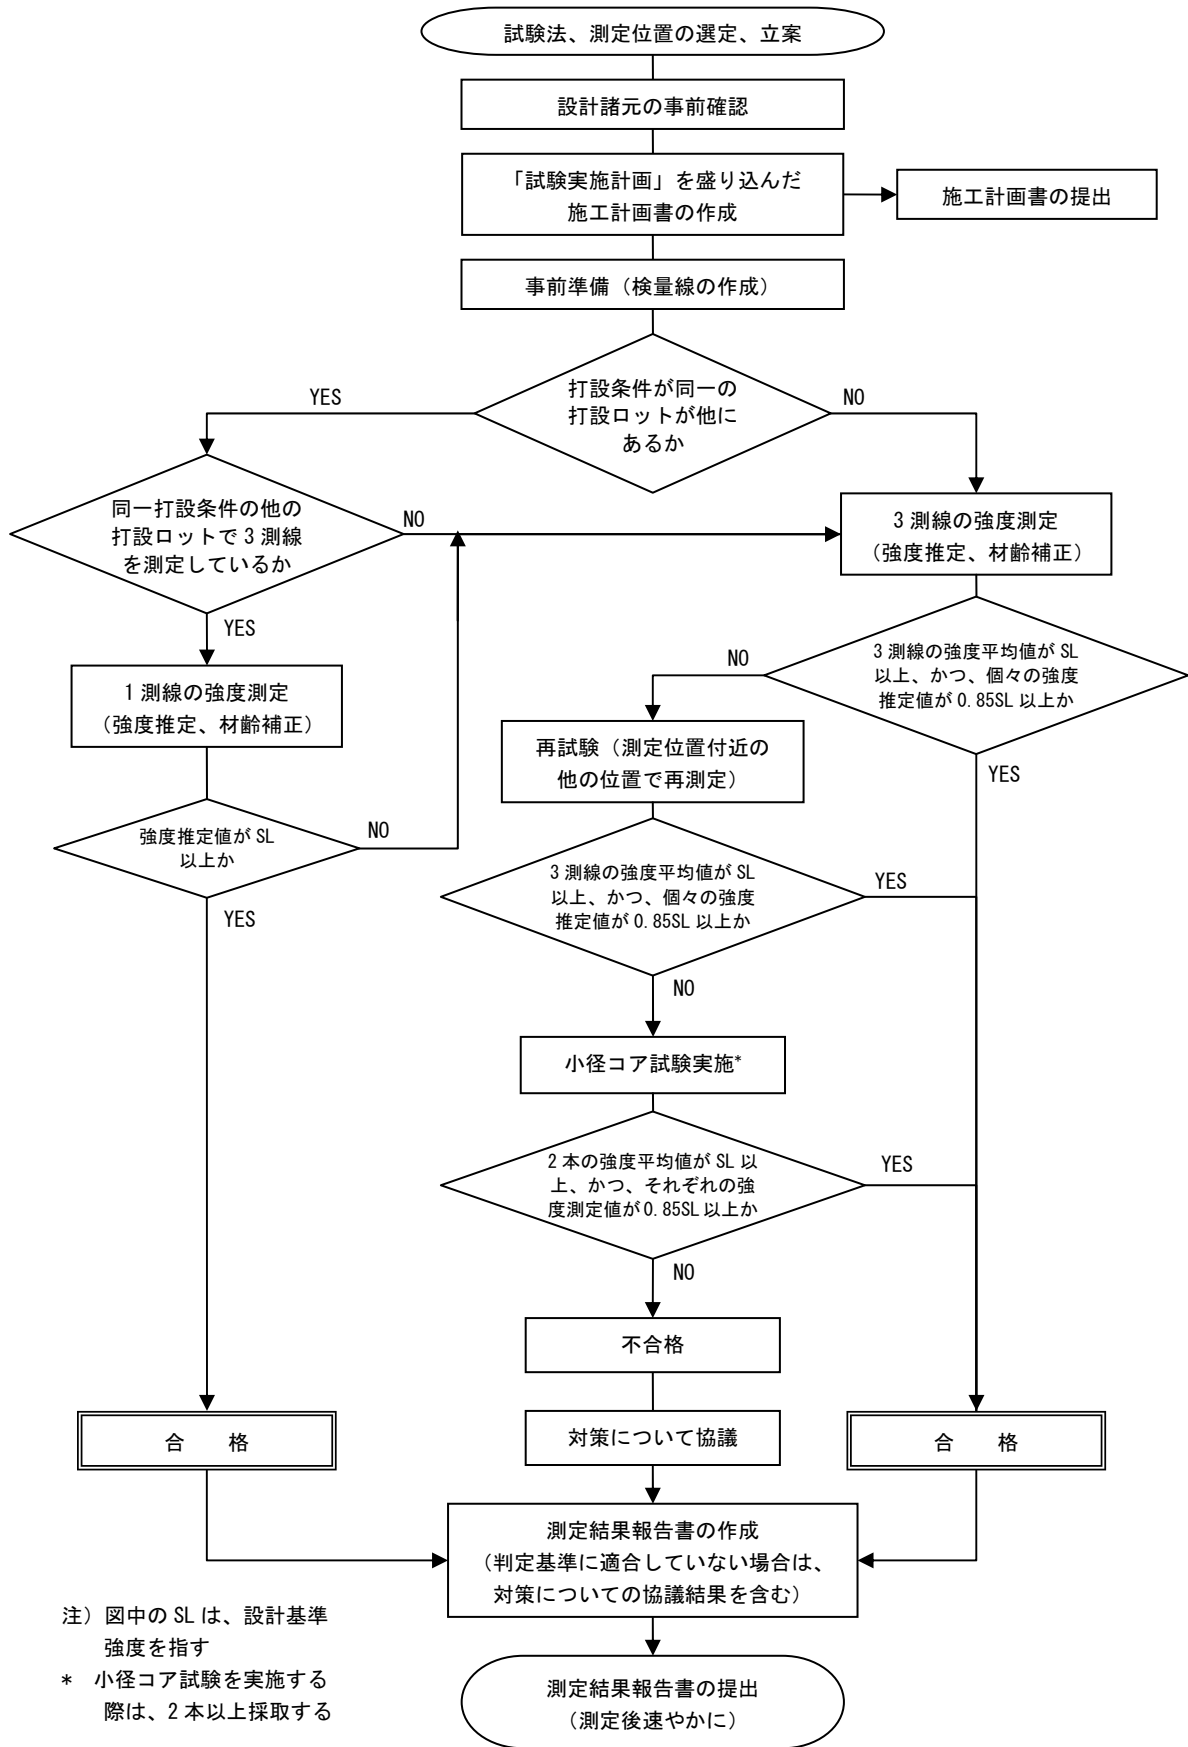 試験法、測定位置の選定、立案
設計諸元の事前確認
「試験実施計画」を盛り込んだ
施工計画書の作成
施工計画書の提出
事前準備（検量線の作成）
打設条件が同一の
打設ロットが他に
あるか
YES
NO
同一打設条件の他の
打設ロットで3測線
を測定しているか
NO
YES
3測線の強度測定
（強度推定、材齢補正）
1測線の強度測定
（強度推定、材齢補正）
3測線の強度平均値がSL
以上、かつ、個々の強度
推定値が0.85SL以上か
NO
YES
再試験（測定位置付近の
他の位置で再測定）
強度推定値がSL
以上か
NO
YES
3測線の強度平均値がSL
以上、かつ、個々の強度
推定値が0.85SL以上か
YES
NO
小径コア試験実施*
2本の強度平均値がSL以
上、かつ、それぞれの強
度測定値が0.85SL以上か
YES
NO
不合格
対策について協議
合　　格
合　　格
測定結果報告書の作成
（判定基準に適合していない場合は、
対策についての協議結果を含む）
測定結果報告書の提出
（測定後速やかに）
注）図中のSLは、設計基準
強度を指す
*　小径コア試験を実施する
際は、2本以上採取する